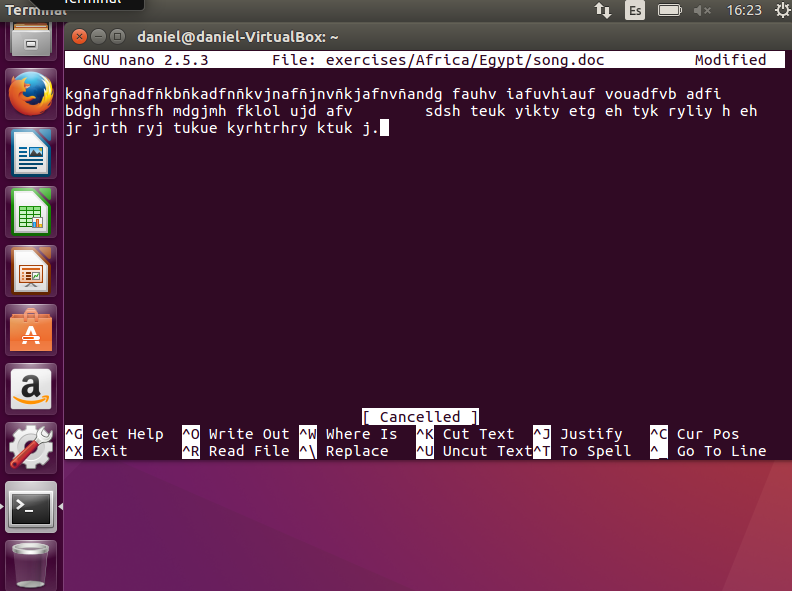 Terminal
Terminal
Es
16:23
daniel@daniel-VirtualBox: ~
GNU nano 2.5.3 File: exercises/Africa/Egypt/song.doc Modified
kgñafgñadfñkbñkadfnñkvjnafñjnvñkjafnvñandg fauhv iafuvhiauf vouadfvb adfi
bdgh rhnsfh mdgjmh fklol ujd afv        sdsh teuk yikty etg eh tyk ryliy h eh
jr jrth ryj tukue kyrhtrhry ktuk j.
[ Cancelled ]
^G Get Help ^O Write Out ^W Where Is ^K Cut Text ^J Justify ^C Cur Pos
^X Exit ^R Read File ^\ Replace ^U Uncut Text ^T To Spell ^_ Go To Line